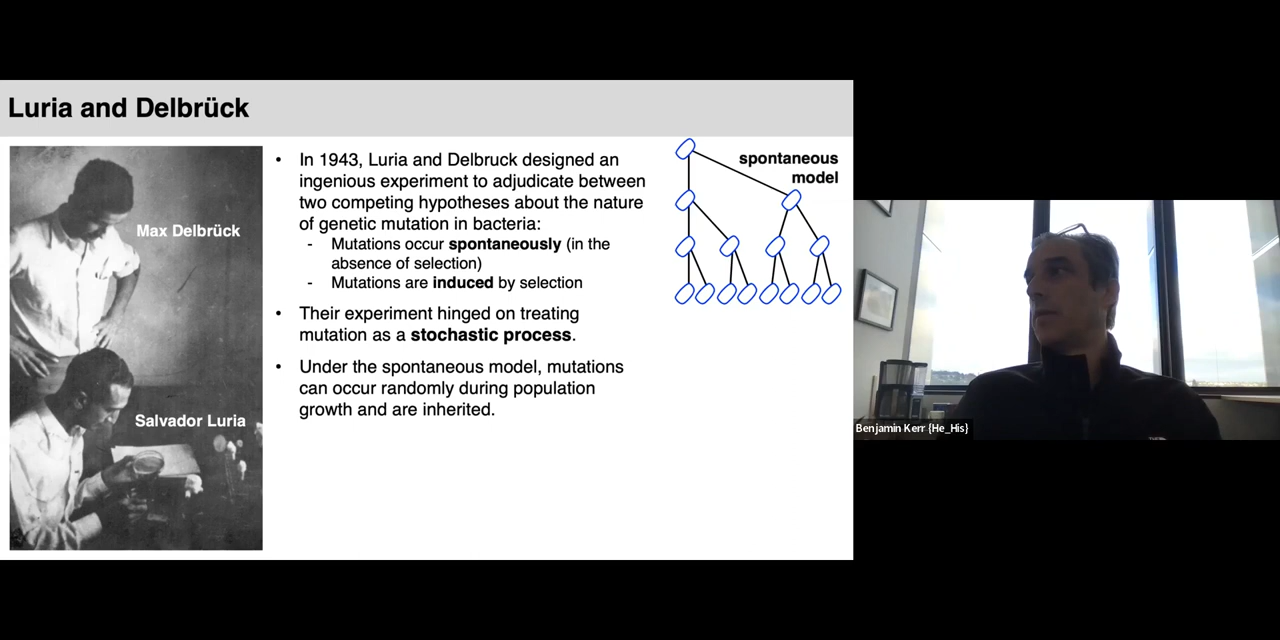 Luria and Delbrück
Max Delbrück
Salvador Luria
• In 1943, Luria and Delbruck designed an
ingenious experiment to adjudicate between
two competing hypotheses about the nature
of genetic mutation in bacteria:
- Mutations occur spontaneously (in the
absence of selection)
- Mutations are induced by selection
• Their experiment hinged on treating
mutation as a stochastic process.
• Under the spontaneous model, mutations
can occur randomly during population
growth and are inherited.
spontaneous
model
Benjamin Kerr {He_His}